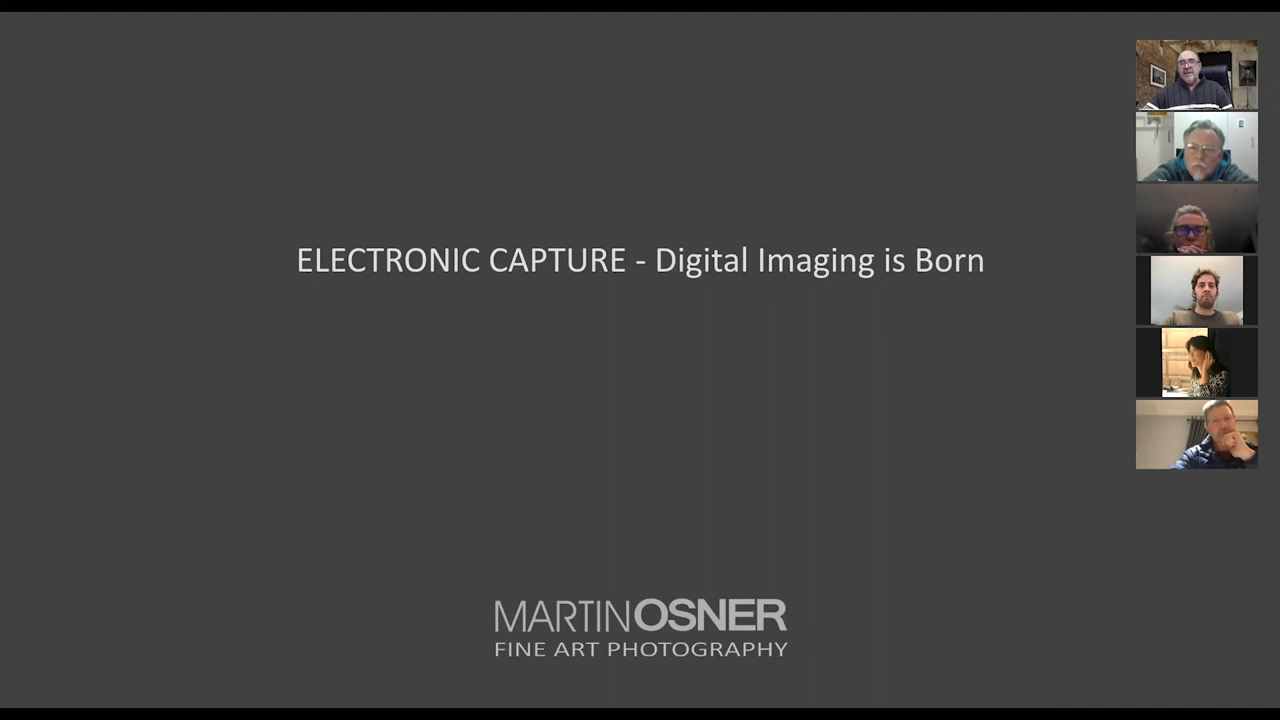 ELECTRONIC CAPTURE - Digital Imaging is Born
MARTINOSNER
FINE ART PHOTOGRAPHY